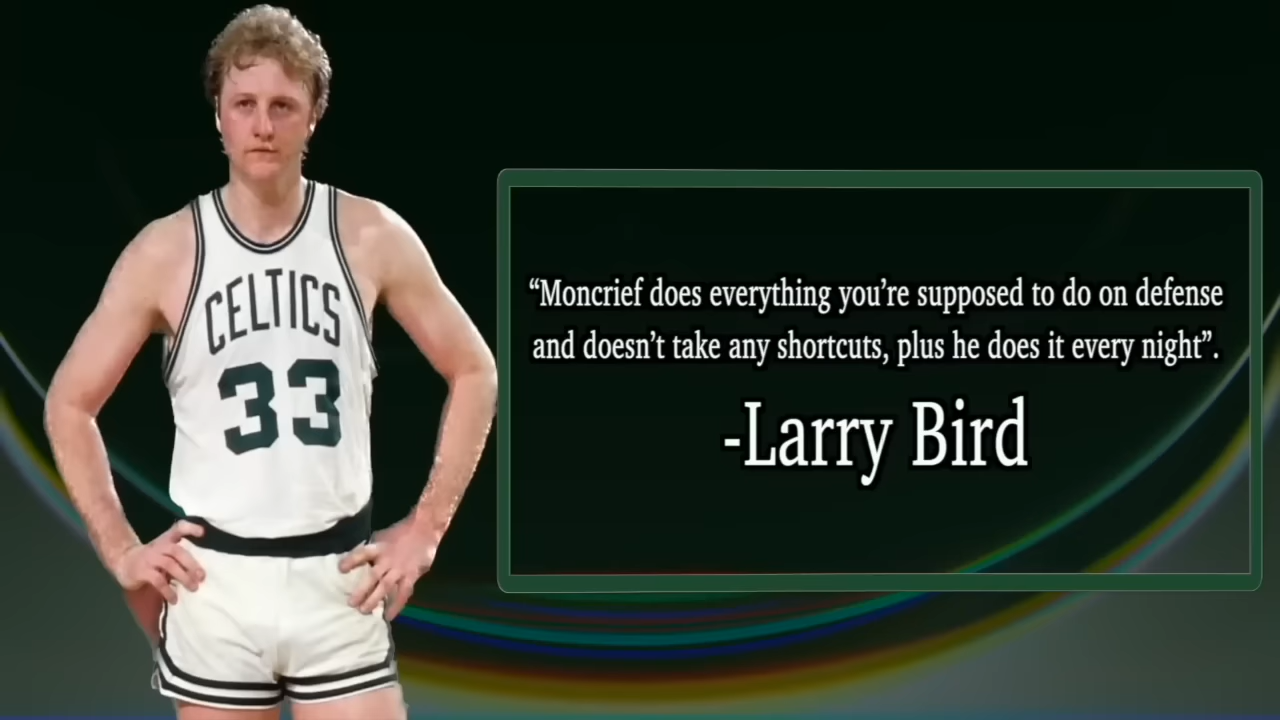 CELTICS
33
“Moncrief does everything you’re supposed to do on defense
and doesn’t take any shortcuts, plus he does it every night”.
-Larry Bird